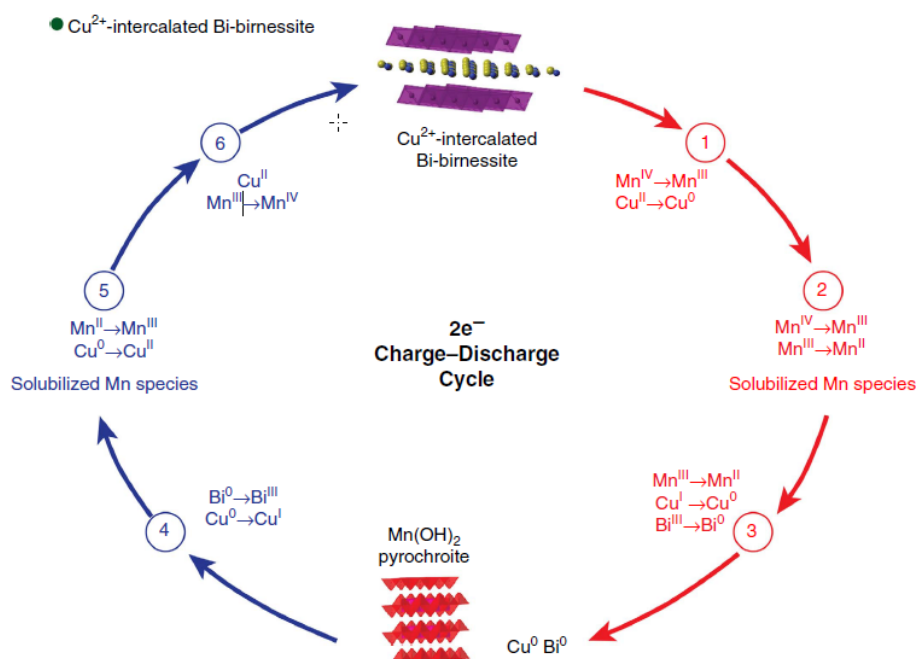 Cu²⁺-intercalated Bi-birnessite
Cu²⁺-intercalated
Bi-birnessite
1
Mnᴵⱽ→Mnᴵᴵᴵ
Cuᴵᴵ→Cu⁰
2
Mnᴵⱽ→Mnᴵᴵᴵ
Mnᴵᴵᴵ→Mnᴵᴵ
Solubilized Mn species
3
Mnᴵᴵᴵ→Mnᴵᴵ
Cuᴵ→Cu⁰
Biᴵᴵᴵ→Bi⁰
Cu⁰ Bi⁰
Mn(OH)₂
pyrochroite
4
Bi⁰→Biᴵᴵᴵ
Cu⁰→Cuᴵ
5
Mnᴵᴵ→Mnᴵᴵᴵ
Cu⁰→Cuᴵᴵ
Solubilized Mn species
6
Cuᴵᴵ
Mnᴵᴵᴵ→Mnᴵⱽ
2e⁻
Charge–Discharge
Cycle